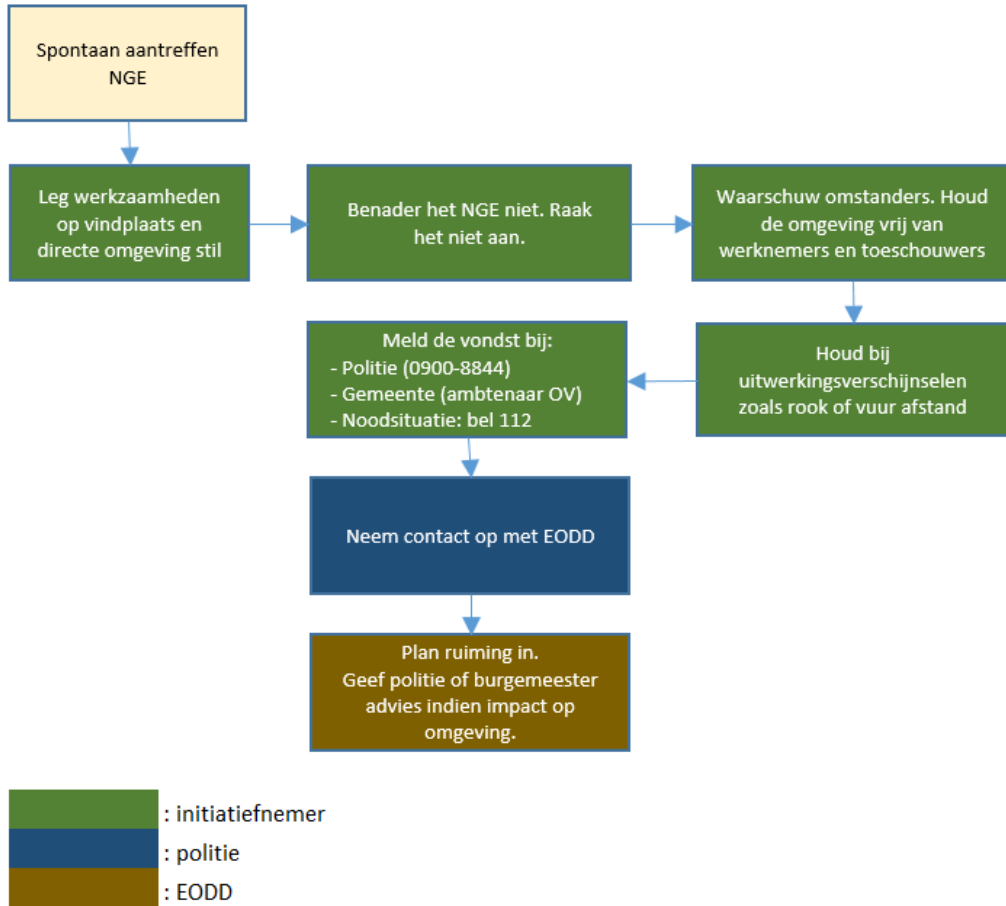 Spontaan aantreffen
NGE
Leg werkzaamheden
op vindplaats en
directe omgeving stil
Benader het NGE niet. Raak
het niet aan.
Waarschuw omstanders. Houd
de omgeving vrij van
werknemers en toeschouwers
Houd bij
uitwerkingsverschijnselen
zoals rook of vuur afstand
Meld de vondst bij:
- Politie (0900-8844)
- Gemeente (ambtenaar OV)
- Noodsituatie: bel 112
Neem contact op met EODD
Plan ruiming in.
Geef politie of burgemeester
advies indien impact op
omgeving.
: initiatiefnemer
: politie
: EODD